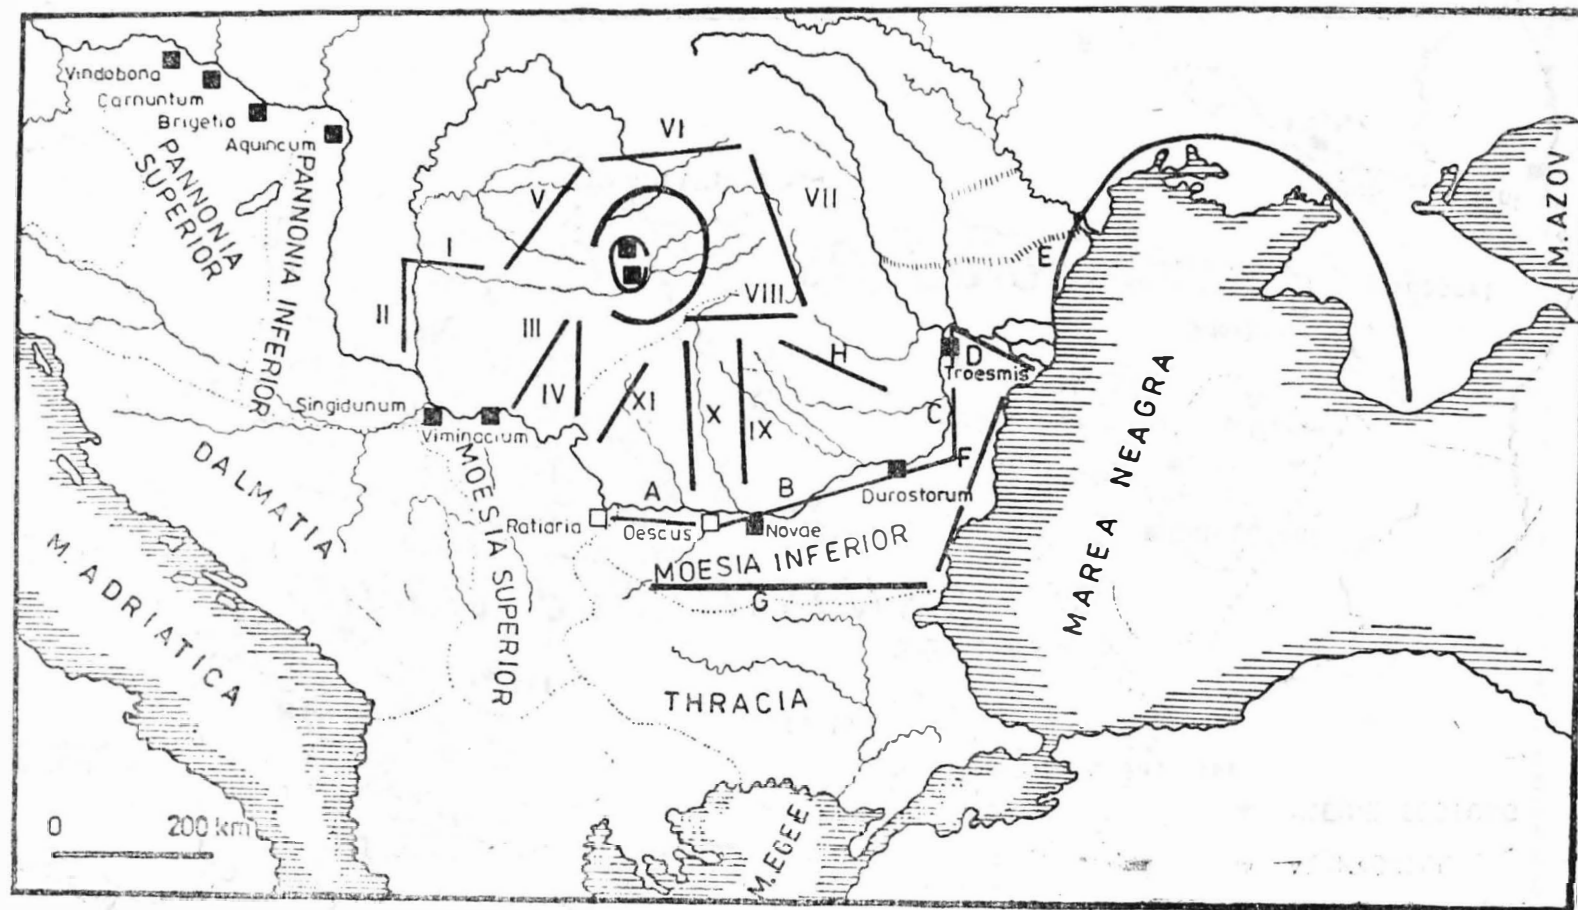 Vindobona
Carnuntum
Brigetio
Aquincum
PANNONIA
SUPERIOR
PANNONIA INFERIOR
VI
V
VII
I
II
III
IV
VIII
XI
X
IX
H
E
D
Troesmis
C
F
Singidunum
Viminacium
DALMATIA
MOESIA SUPERIOR
A
B
Durostorum
Ratiaria
Oescus
Novae
MOESIA INFERIOR
G
M. ADRIATICA
THRACIA
MAREA NEAGRA
M. AZOV
M. EGEE
0 200 km